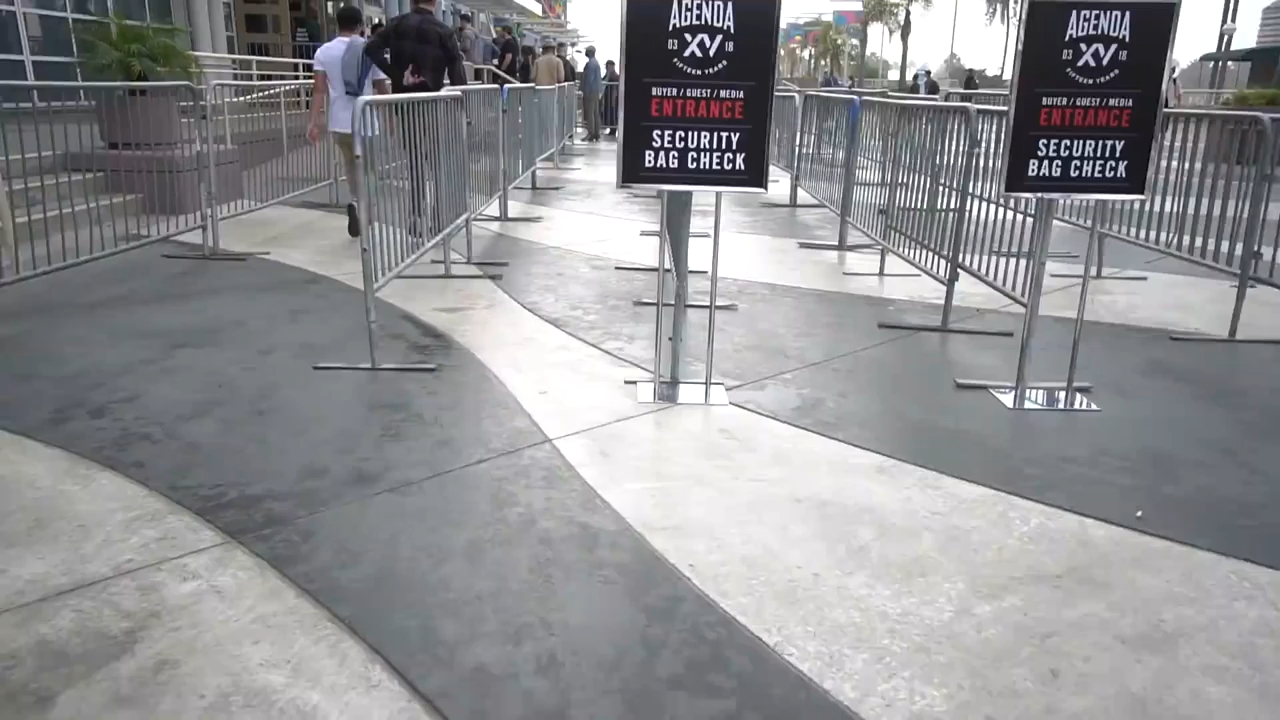 AGENDA
03 XV 18
FIFTEEN YEARS
BUYER / GUEST / MEDIA
ENTRANCE
SECURITY
BAG CHECK
AGENDA
03 XV 18
FIFTEEN YEARS
BUYER / GUEST / MEDIA
ENTRANCE
SECURITY
BAG CHECK